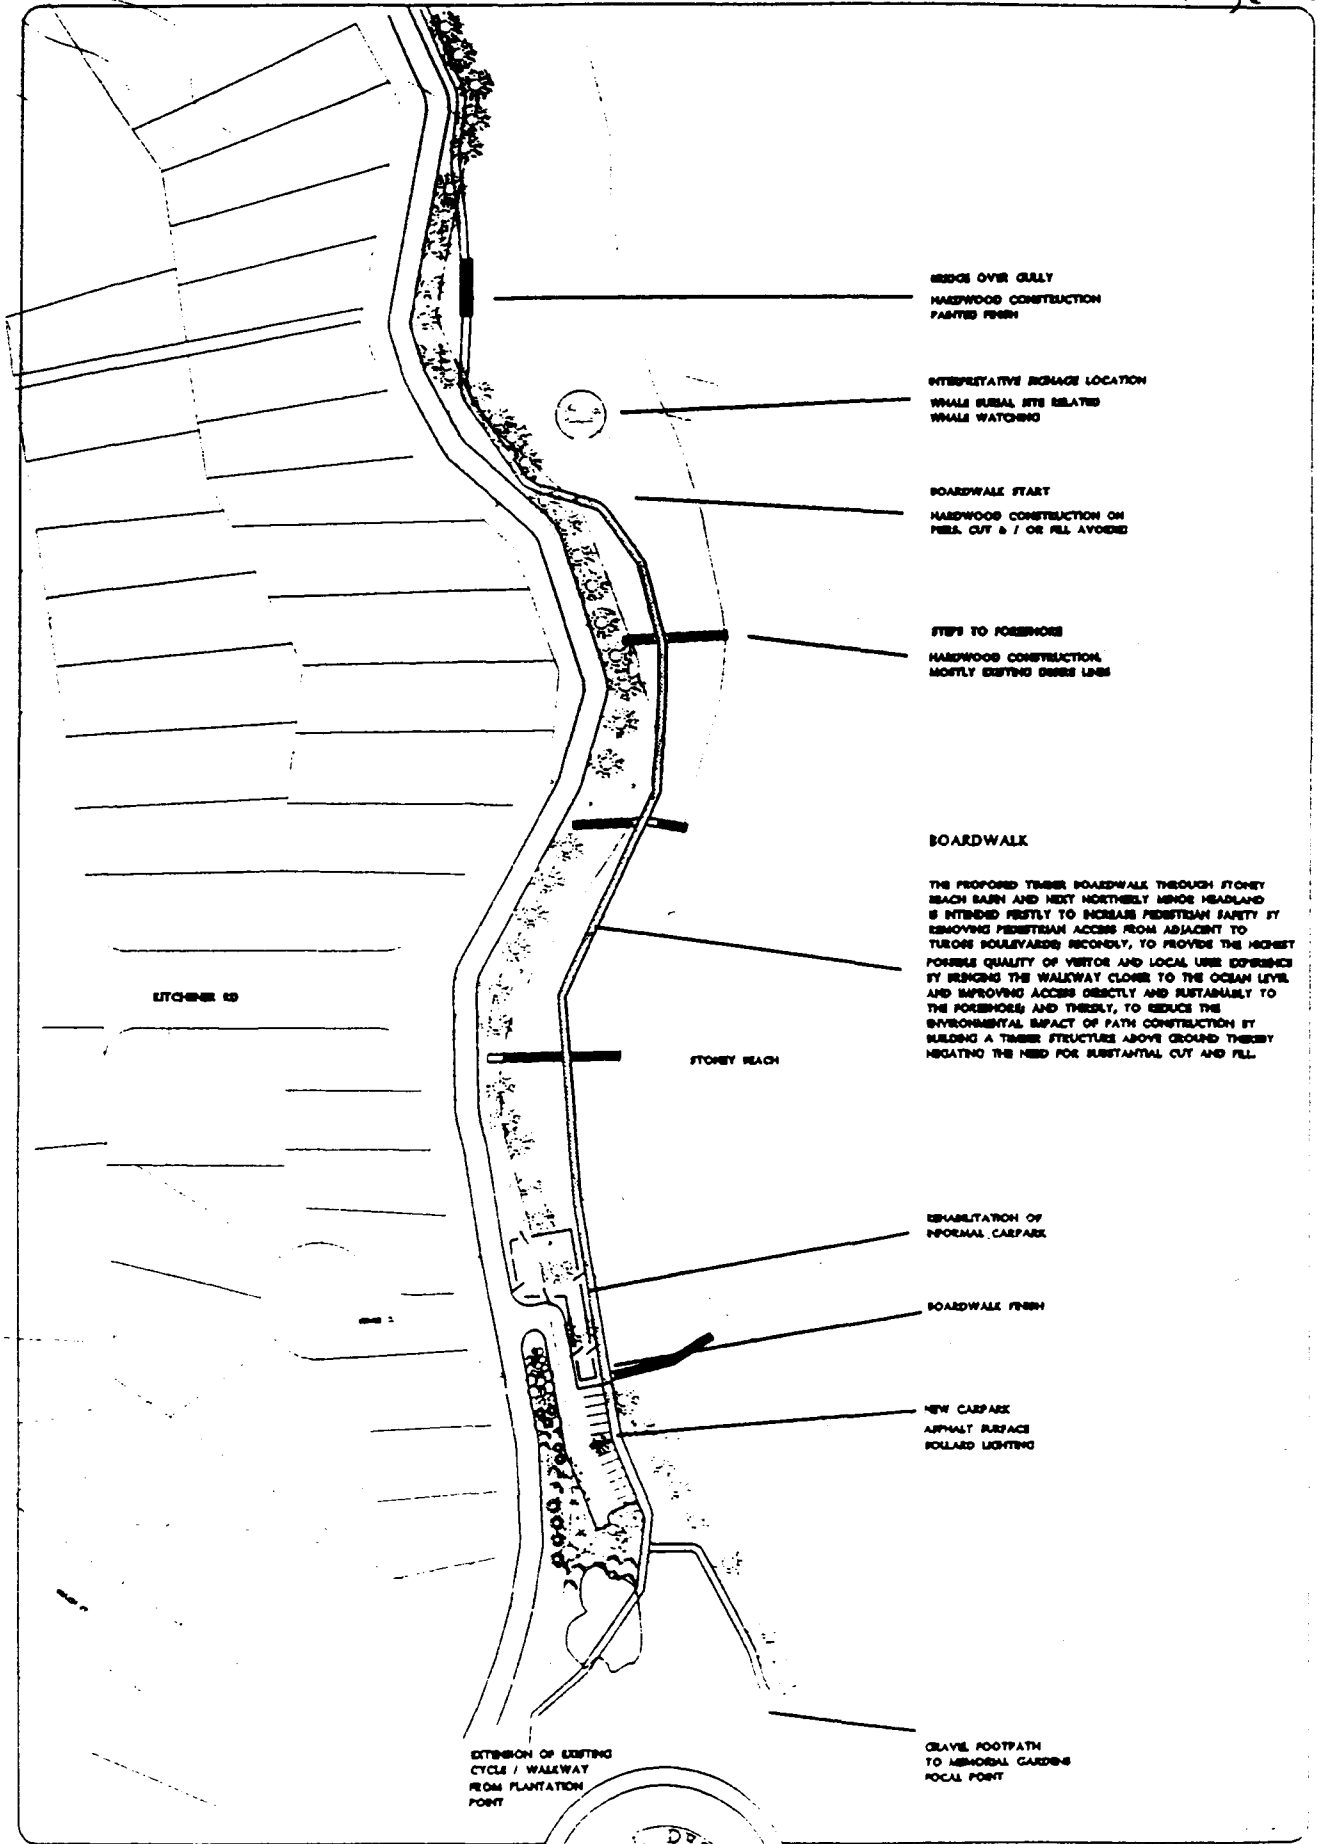 BRIDGE OVER GULLY
HARDWOOD CONSTRUCTION
PAINTED FINISH
INTERPRETATIVE SIGNAGE LOCATION
WHALE BURIAL SITE RELATED
WHALE WATCHING
BOARDWALK START
HARDWOOD CONSTRUCTION ON
PIERS. CUT & / OR FILL AVOIDED
STEPS TO FORESHORE
HARDWOOD CONSTRUCTION,
MOSTLY EXISTING DESIRE LINES
BOARDWALK
THE PROPOSED TIMBER BOARDWALK THROUGH STONEY
BEACH BASIN AND NEXT NORTHERLY MINOR HEADLAND
IS INTENDED FIRSTLY TO INCREASE PEDESTRIAN SAFETY BY
REMOVING PEDESTRIAN ACCESS FROM ADJACENT TO
TUROSS BOULEVARDE; SECONDLY, TO PROVIDE THE HIGHEST
POSSIBLE QUALITY OF VISITOR AND LOCAL USER EXPERIENCE
BY BRINGING THE WALKWAY CLOSER TO THE OCEAN LEVEL
AND IMPROVING ACCESS DIRECTLY AND SUSTAINABLY TO
THE FORESHORE; AND THIRDLY, TO REDUCE THE
ENVIRONMENTAL IMPACT OF PATH CONSTRUCTION BY
BUILDING A TIMBER STRUCTURE ABOVE GROUND THEREBY
NEGATING THE NEED FOR SUBSTANTIAL CUT AND FILL.
KITCHENER RD
STONEY BEACH
REHABILITATION OF
INFORMAL CARPARK
BOARDWALK FINISH
NEW CARPARK
ASPHALT SURFACE
BOLLARD LIGHTING
GRAVEL FOOTPATH
TO MEMORIAL GARDENS
FOCAL POINT
EXTENSION OF EXISTING
CYCLE / WALKWAY
FROM PLANTATION
POINT